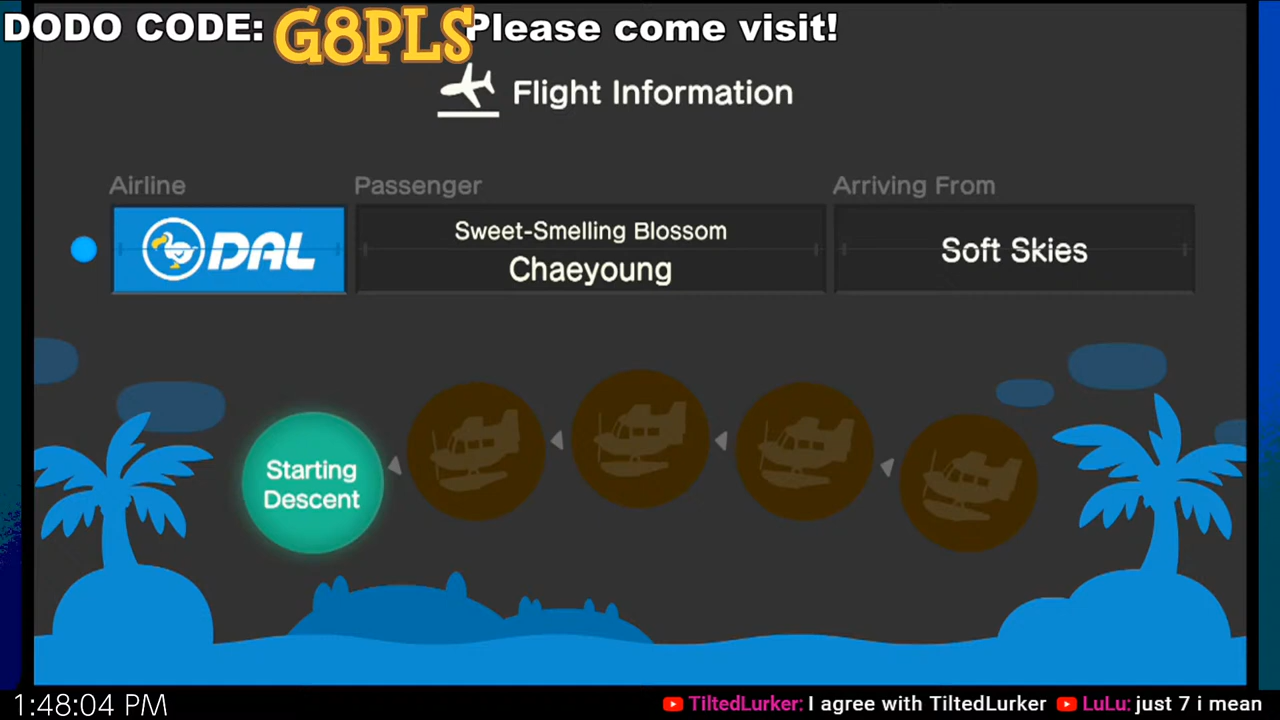 DODO CODE: G8PLS Please come visit!
Flight Information
Airline
Passenger
Arriving From
DAL
Sweet-Smelling Blossom
Chaeyoung
Soft Skies
Starting
Descent
1:48:04 PM
TiltedLurker: I agree with TiltedLurker LuLu: just 7 i mean